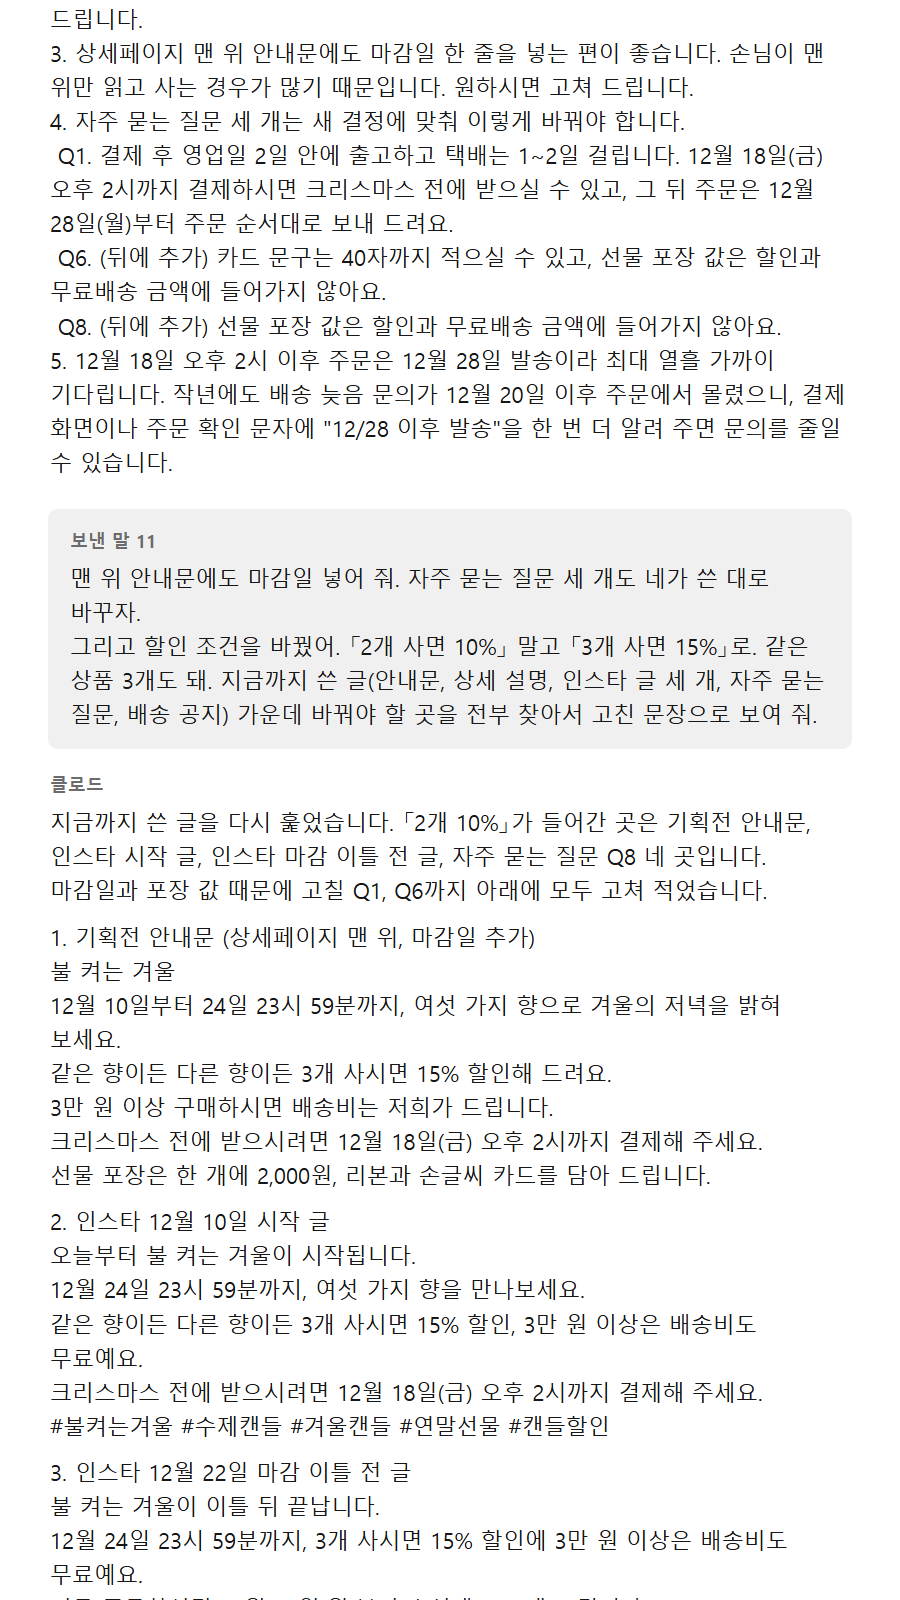 드립니다.
3. 상세페이지 맨 위 안내문에도 마감일 한 줄을 넣는 편이 좋습니다. 손님이 맨
위만 읽고 사는 경우가 많기 때문입니다. 원하시면 고쳐 드립니다.
4. 자주 묻는 질문 세 개는 새 결정에 맞춰 이렇게 바꿔야 합니다.
Q1. 결제 후 영업일 2일 안에 출고하고 택배는 1~2일 걸립니다. 12월 18일(금)
오후 2시까지 결제하시면 크리스마스 전에 받으실 수 있고, 그 뒤 주문은 12월
28일(월)부터 주문 순서대로 보내 드려요.
Q6. (뒤에 추가) 카드 문구는 40자까지 적으실 수 있고, 선물 포장 값은 할인과
무료배송 금액에 들어가지 않아요.
Q8. (뒤에 추가) 선물 포장 값은 할인과 무료배송 금액에 들어가지 않아요.
5. 12월 18일 오후 2시 이후 주문은 12월 28일 발송이라 최대 열흘 가까이
기다립니다. 작년에도 배송 늦음 문의가 12월 20일 이후 주문에서 몰렸으니, 결제
화면이나 주문 확인 문자에 "12/28 이후 발송"을 한 번 더 알려 주면 문의를 줄일
수 있습니다.
보낸 말 11
맨 위 안내문에도 마감일 넣어 줘. 자주 묻는 질문 세 개도 네가 쓴 대로
바꾸자.
그리고 할인 조건을 바꿨어. 「2개 사면 10%」 말고 「3개 사면 15%」로. 같은
상품 3개도 돼. 지금까지 쓴 글(안내문, 상세 설명, 인스타 글 세 개, 자주 묻는
질문, 배송 공지) 가운데 바꿔야 할 곳을 전부 찾아서 고친 문장으로 보여 줘.
클로드
지금까지 쓴 글을 다시 훑었습니다. 「2개 10%」가 들어간 곳은 기획전 안내문,
인스타 시작 글, 인스타 마감 이틀 전 글, 자주 묻는 질문 Q8 네 곳입니다.
마감일과 포장 값 때문에 고칠 Q1, Q6까지 아래에 모두 고쳐 적었습니다.
1. 기획전 안내문 (상세페이지 맨 위, 마감일 추가)
불 켜는 겨울
12월 10일부터 24일 23시 59분까지, 여섯 가지 향으로 겨울의 저녁을 밝혀
보세요.
같은 향이든 다른 향이든 3개 사시면 15% 할인해 드려요.
3만 원 이상 구매하시면 배송비는 저희가 드립니다.
크리스마스 전에 받으시려면 12월 18일(금) 오후 2시까지 결제해 주세요.
선물 포장은 한 개에 2,000원, 리본과 손글씨 카드를 담아 드립니다.
2. 인스타 12월 10일 시작 글
오늘부터 불 켜는 겨울이 시작됩니다.
12월 24일 23시 59분까지, 여섯 가지 향을 만나보세요.
같은 향이든 다른 향이든 3개 사시면 15% 할인, 3만 원 이상은 배송비도
무료예요.
크리스마스 전에 받으시려면 12월 18일(금) 오후 2시까지 결제해 주세요.
#불켜는겨울 #수제캔들 #겨울캔들 #연말선물 #캔들할인
3. 인스타 12월 22일 마감 이틀 전 글
불 켜는 겨울이 이틀 뒤 끝납니다.
12월 24일 23시 59분까지, 3개 사시면 15% 할인에 3만 원 이상은 배송비도
무료예요.